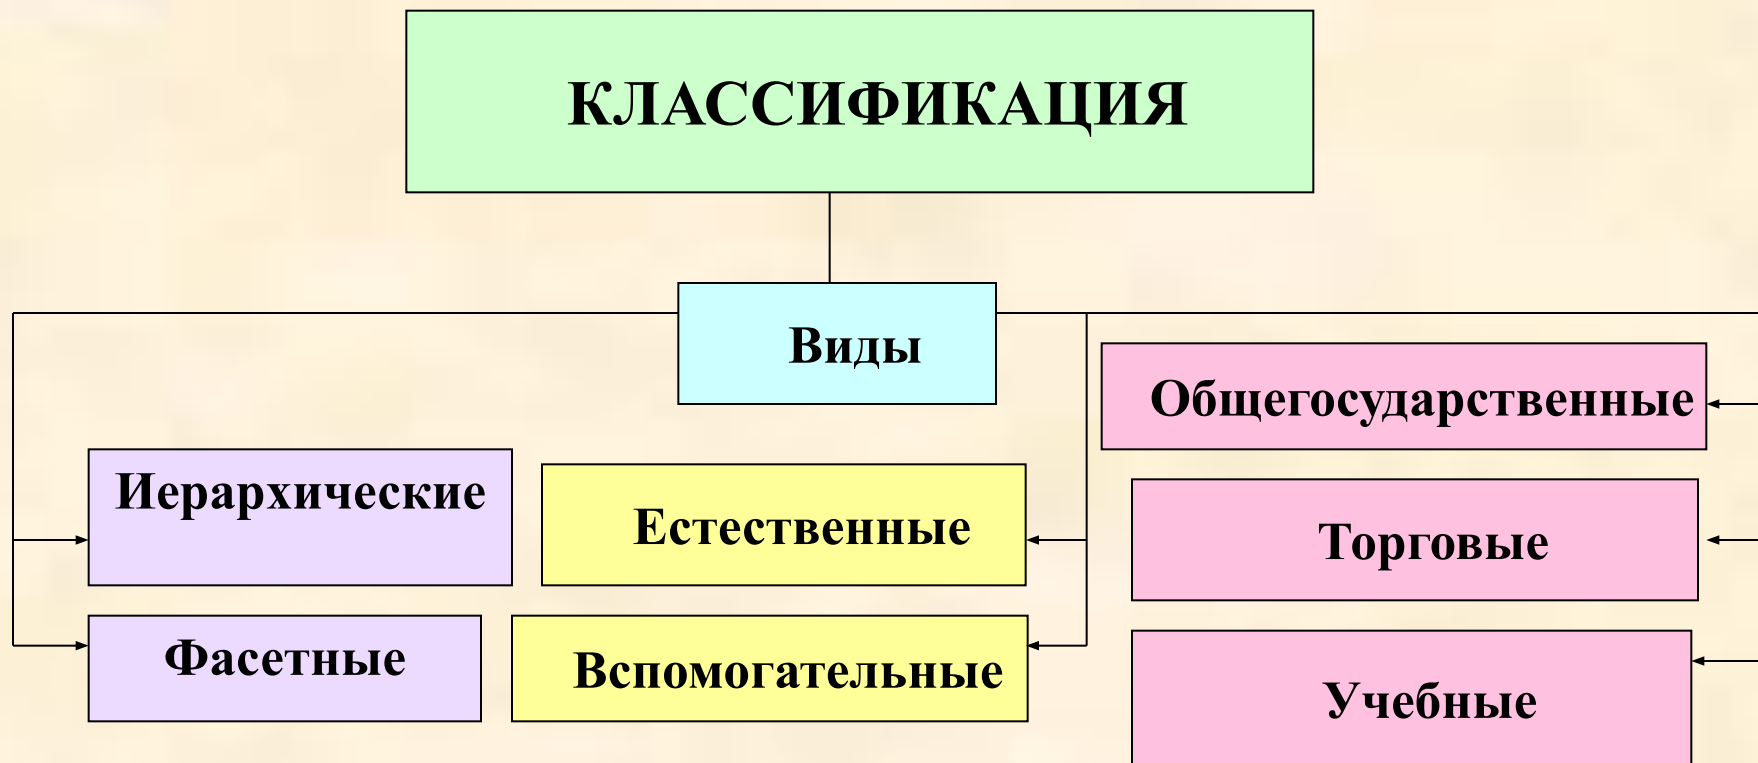 КЛАССИФИКАЦИЯ
Виды
Иерархические
Фасетные
Естественные
Вспомогательные
Общегосударственные
Торговые
Учебные